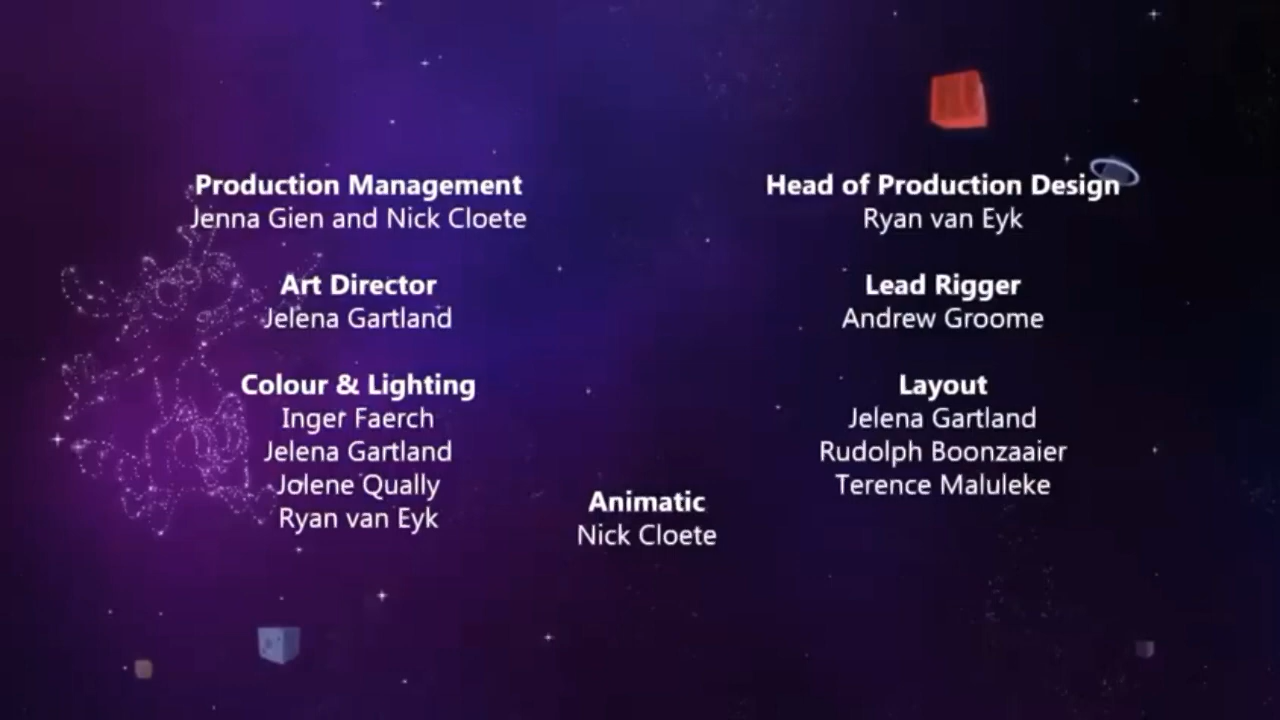 Production Management
Jenna Gien and Nick Cloete
Art Director
Jelena Gartland
Colour & Lighting
Inger Faerch
Jelena Gartland
Jolene Qually
Ryan van Eyk
Animatic
Nick Cloete
Head of Production Design
Ryan van Eyk
Lead Rigger
Andrew Groome
Layout
Jelena Gartland
Rudolph Boonzaaier
Terence Maluleke